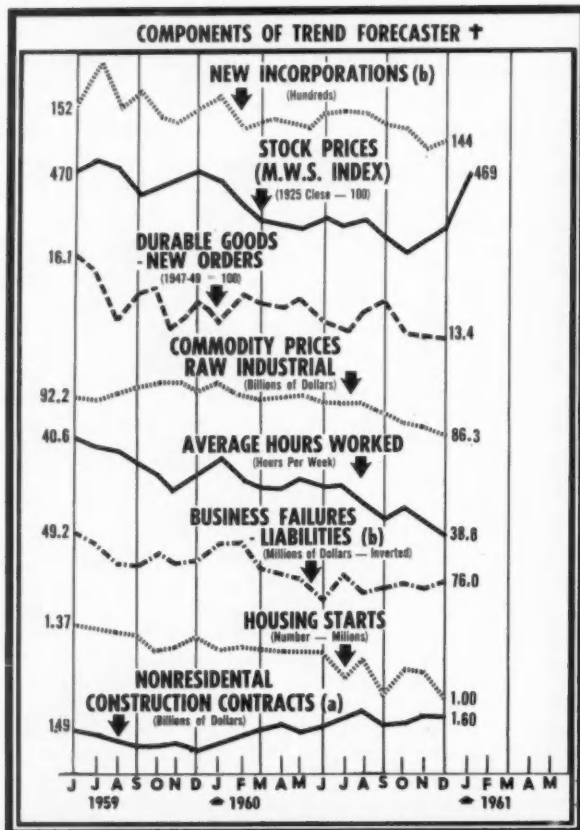 COMPONENTS OF TREND FORECASTER †
NEW INCORPORATIONS (b)
(Hundreds)
152
144
STOCK PRICES
(M.W.S. INDEX)
(1925 Close — 100)
470
469
DURABLE GOODS
- NEW ORDERS
(1947-49 — 100)
16.1
13.4
COMMODITY PRICES
RAW INDUSTRIAL
(Billions of Dollars)
92.2
86.3
40.6
AVERAGE HOURS WORKED
(Hours Per Week)
38.8
BUSINESS FAILURES
- LIABILITIES (b)
(Millions of Dollars — Inverted)
49.2
76.0
1.37
HOUSING STARTS
(Number — Milions)
1.00
NONRESIDENTAL
CONSTRUCTION CONTRACTS (a)
(Billions of Dollars)
1.49
1.60
J J A S O N D J F M A M J J A S O N D J F M A M
1959 1960 1961